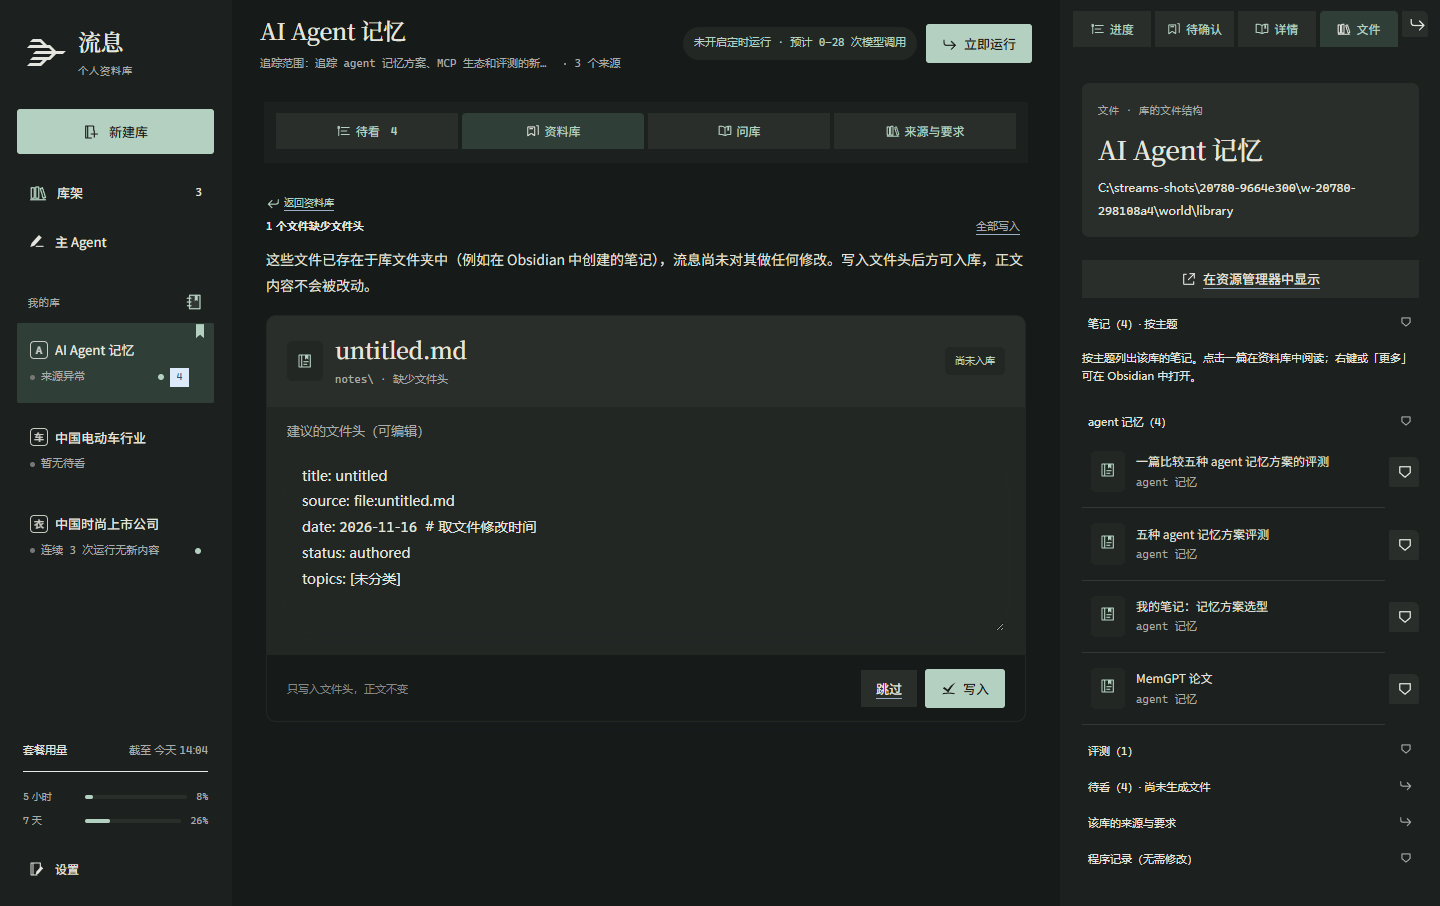 流息
个人资料库
新建库
库架 3
主 Agent
我的库
A AI Agent 记忆
来源异常 4
车 中国电动车行业
暂无待看
衣 中国时尚上市公司
连续 3 次运行无新内容
套餐用量 截至 今天 14:04
5 小时 8%
7 天 26%
设置
AI Agent 记忆
追踪范围：追踪 agent 记忆方案、MCP 生态和评测的新… · 3 个来源
未开启定时运行 · 预计 0–28 次模型调用
立即运行
待看 4
资料库
问库
来源与要求
返回资料库
1 个文件缺少文件头
全部写入
这些文件已存在于库文件夹中（例如在 Obsidian 中创建的笔记），流息尚未对其做任何修改。写入文件头后方可入库，正文
内容不会被改动。
untitled.md
notes\ · 缺少文件头
尚未入库
建议的文件头（可编辑）
title: untitled
source: file:untitled.md
date: 2026-11-16 # 取文件修改时间
status: authored
topics: [未分类]
只写入文件头，正文不变
跳过
写入
进度
待确认
详情
文件
文件 · 库的文件结构
AI Agent 记忆
C:\streams-shots\20780-9664e300\w-20780-
298108a4\world\library
在资源管理器中显示
笔记（4）· 按主题
按主题列出该库的笔记。点击一篇在资料库中阅读；右键或「更多」
可在 Obsidian 中打开。
agent 记忆（4）
一篇比较五种 agent 记忆方案的评测
agent 记忆
五种 agent 记忆方案评测
agent 记忆
我的笔记：记忆方案选型
agent 记忆
MemGPT 论文
agent 记忆
评测（1）
待看（4）· 尚未生成文件
该库的来源与要求
程序记录（无需修改）